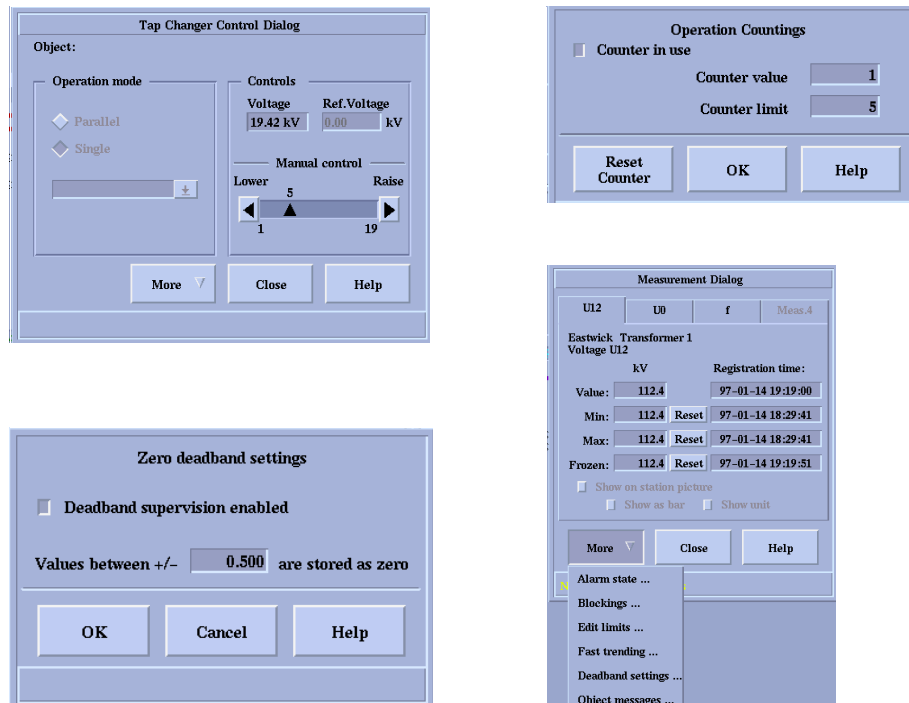 Tap Changer Control Dialog
Object:
Operation mode
Parallel
Single
Controls
Voltage Ref.Voltage
19.42 kV 0.00 kV
Manual control
Lower Raise
5
1 19
More Close Help
Operation Countings
Counter in use
Counter value 1
Counter limit 5
Reset Counter OK Help
Zero deadband settings
Deadband supervision enabled
Values between +/- 0.500 are stored as zero
OK Cancel Help
Measurement Dialog
U12 U0 f Meas.4
Eastwick Transformer 1
Voltage U12
kV Registration time:
Value: 112.4 97-01-14 19:19:00
Min: 112.4 Reset 97-01-14 18:29:41
Max: 112.4 Reset 97-01-14 18:29:41
Frozen: 112.4 Reset 97-01-14 19:19:51
Show on station picture
Show as bar Show unit
More Close Help
Alarm state ...
Blockings ...
Edit limits ...
Fast trending ...
Deadband settings ...
Object messages ...